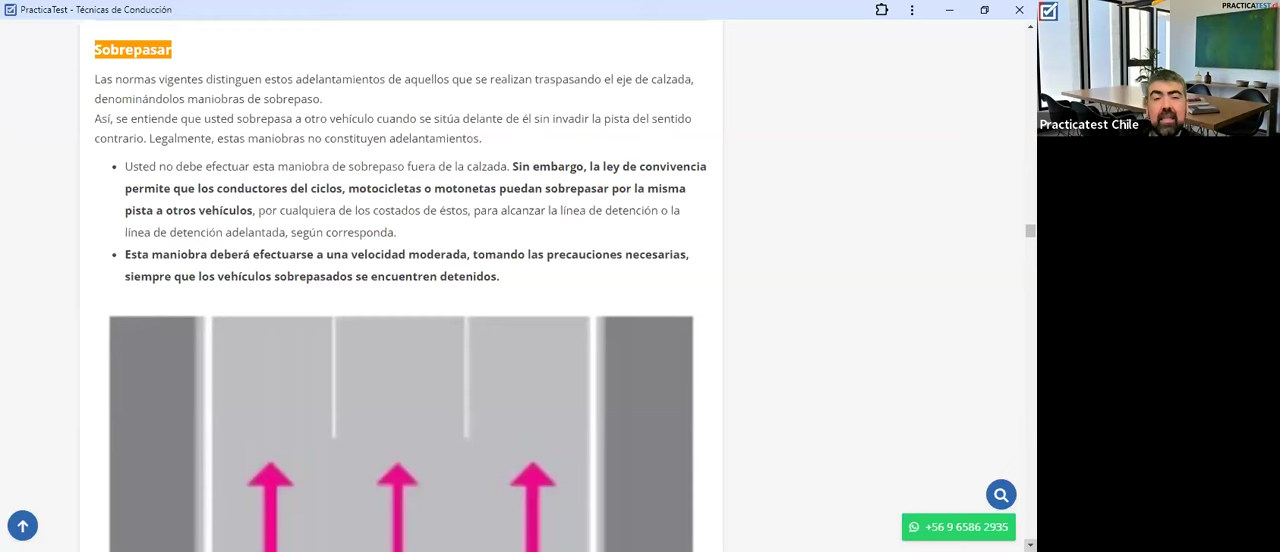 PracticaTest - Técnicas de Conducción
PRACTICATEST.cl
Practicatest Chile
Sobrepasar
Las normas vigentes distinguen estos adelantamientos de aquellos que se realizan traspasando el eje de calzada,
denominándolos maniobras de sobrepaso.
Así, se entiende que usted sobrepasa a otro vehículo cuando se sitúa delante de él sin invadir la pista del sentido
contrario. Legalmente, estas maniobras no constituyen adelantamientos.
• Usted no debe efectuar esta maniobra de sobrepaso fuera de la calzada. Sin embargo, la ley de convivencia
permite que los conductores del ciclos, motocicletas o motonetas puedan sobrepasar por la misma
pista a otros vehículos, por cualquiera de los costados de éstos, para alcanzar la línea de detención o la
línea de detención adelantada, según corresponda.
• Esta maniobra deberá efectuarse a una velocidad moderada, tomando las precauciones necesarias,
siempre que los vehículos sobrepasados se encuentren detenidos.
+56 9 6586 2935